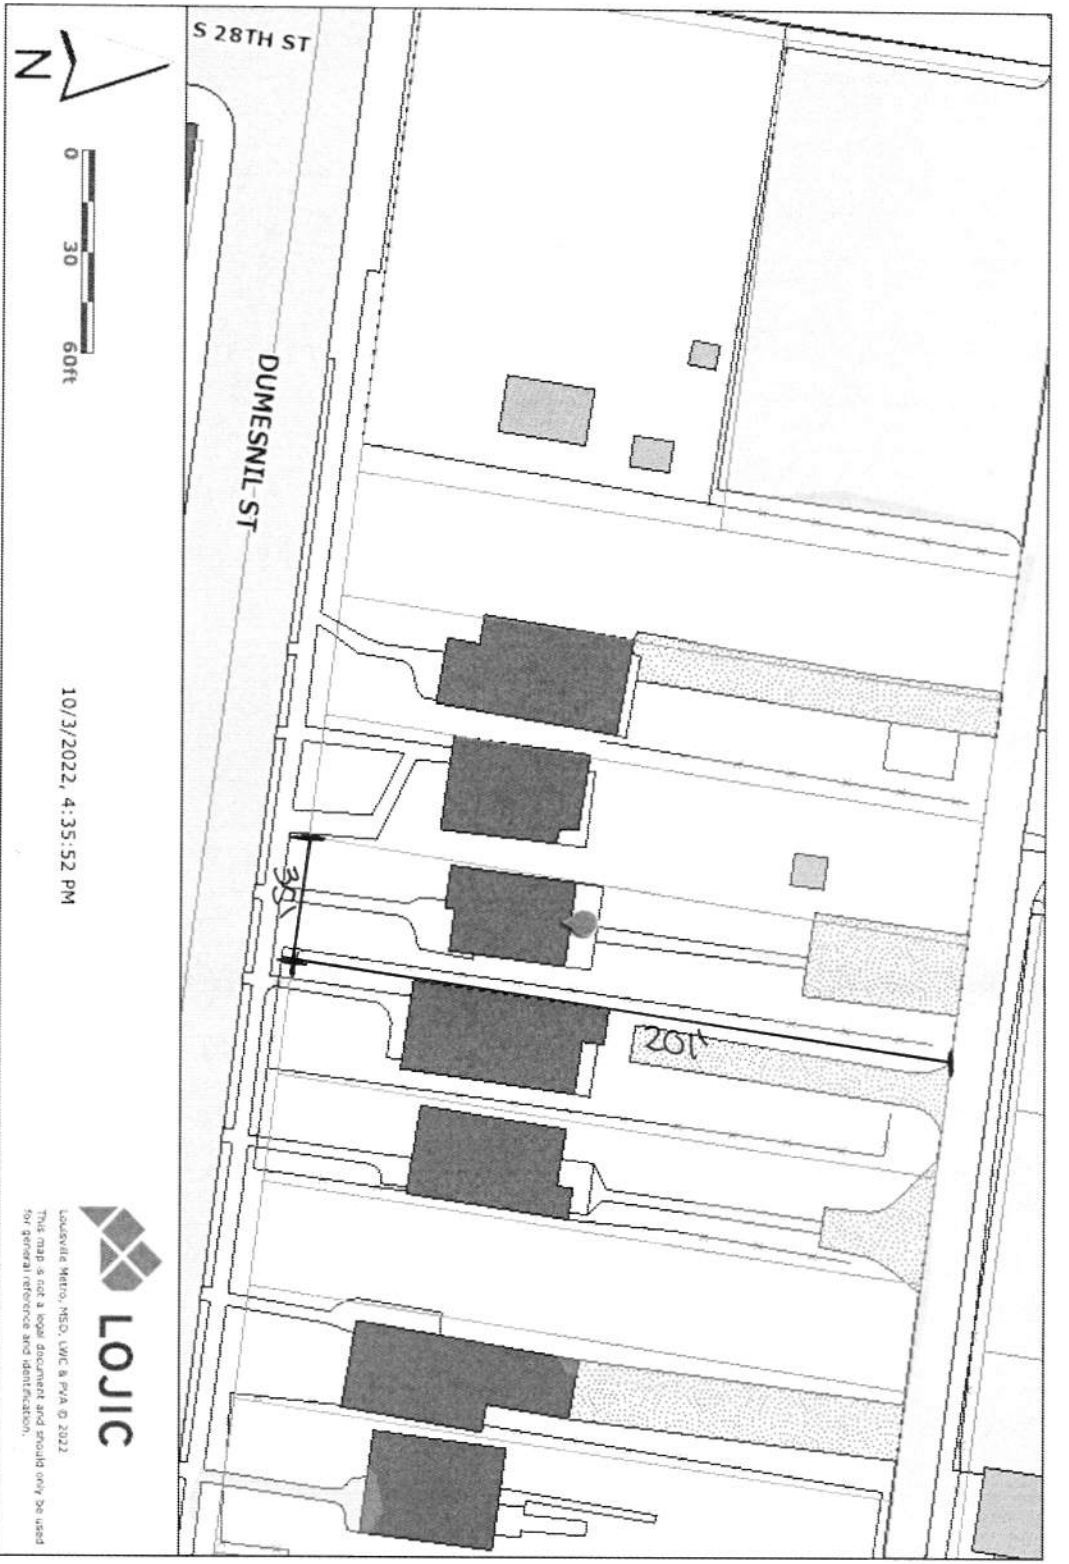 S 28TH ST
DUMESNIL ST
35'
201'
N
0 30 60ft
10/3/2022, 4:35:52 PM
LOJIC
Louisville Metro, MSD, LWC & PVA © 2022
This map is not a legal document and should only be used
for general reference and identification.